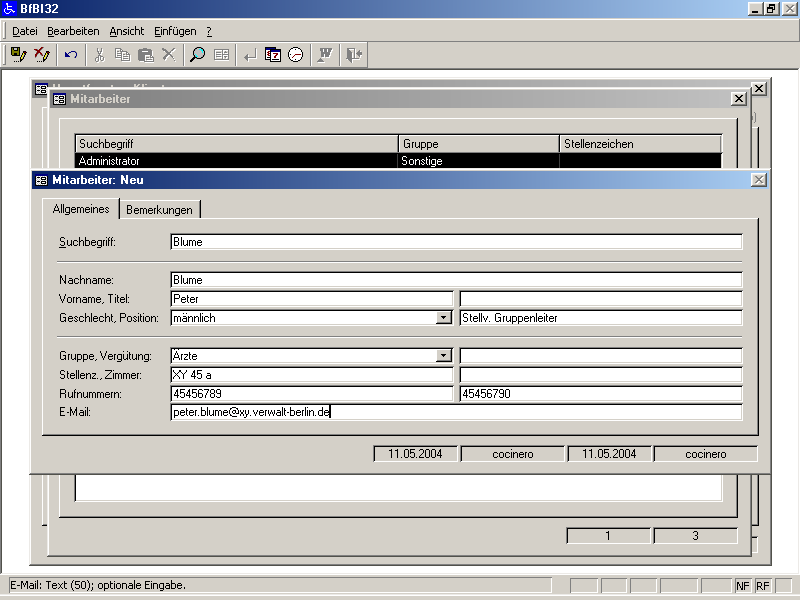 BfBI32
Datei Bearbeiten Ansicht Einfügen ?
Mitarbeiter
Suchbegriff Gruppe Stellenzeichen
Administrator Sonstige
Mitarbeiter: Neu
Allgemeines Bemerkungen
Suchbegriff: Blume
Nachname: Blume
Vorname, Titel: Peter
Geschlecht, Position: männlich Stellv. Gruppenleiter
Gruppe, Vergütung: Ärzte
Stellenz., Zimmer: XY 45 a
Rufnummern: 45456789 45456790
E-Mail: peter.blume@xy.verwalt-berlin.de
11.05.2004 cocinero 11.05.2004 cocinero
1 3
E-Mail: Text (50); optionale Eingabe. NF RF